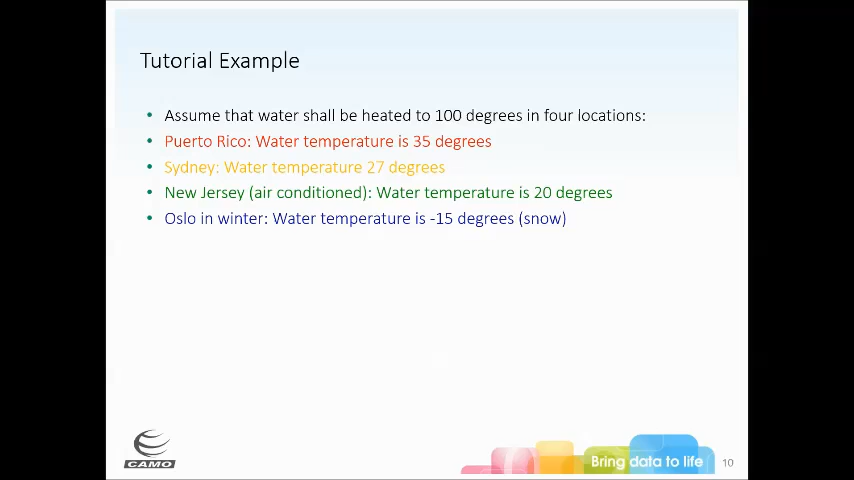 Tutorial Example
• Assume that water shall be heated to 100 degrees in four locations:
• Puerto Rico: Water temperature is 35 degrees
• Sydney: Water temperature 27 degrees
• New Jersey (air conditioned): Water temperature is 20 degrees
• Oslo in winter: Water temperature is -15 degrees (snow)
CAMO
Bring data to life
10